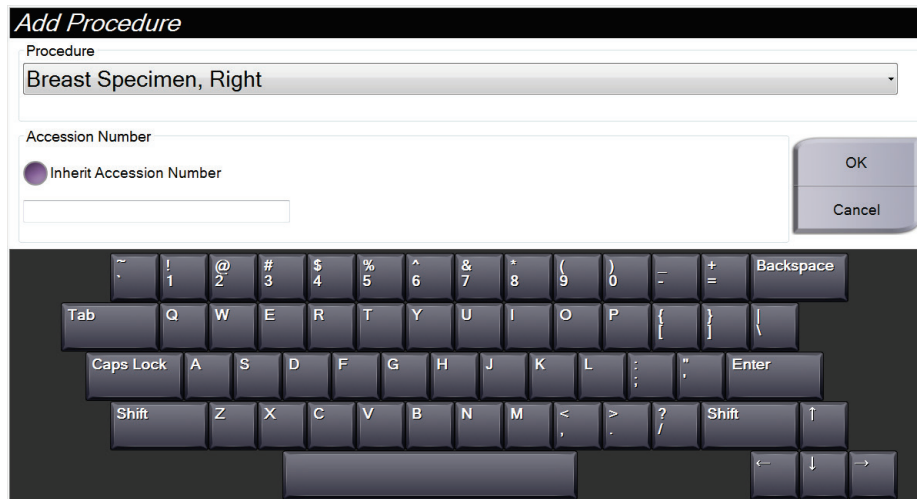 Add Procedure
Procedure
Breast Specimen, Right
Accession Number
Inherit Accession Number
OK
Cancel
~ ! @ # $ % ^ & * ( ) _ + Backspace
` 1 2 3 4 5 6 7 8 9 0 - =
Tab Q W E R T Y U I O P { } |
[ ] \
Caps Lock A S D F G H J K L : " Enter
; '
Shift Z X C V B N M < > ? Shift ↑
, . /
← ↓ →